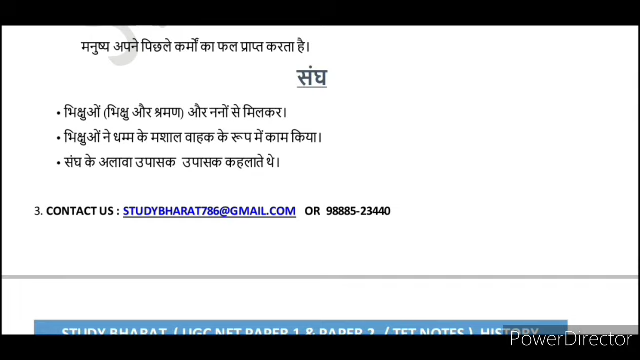 मनुष्य अपने पिछले कर्मों का फल प्राप्त करता है।
संघ
• भिक्षुओं (भिक्षु और श्रमण) और ननों से मिलकर।
• भिक्षुओं ने धम्म के मशाल वाहक के रूप में काम किया।
• संघ के अलावा उपासक उपासक कहलाते थे।
3. CONTACT US : STUDYBHARAT786@GMAIL.COM OR 98885-23440
STUDY BHARAT ( UGC NET PAPER 1 & PAPER 2 / TET NOTES ) HISTORY
PowerDirector